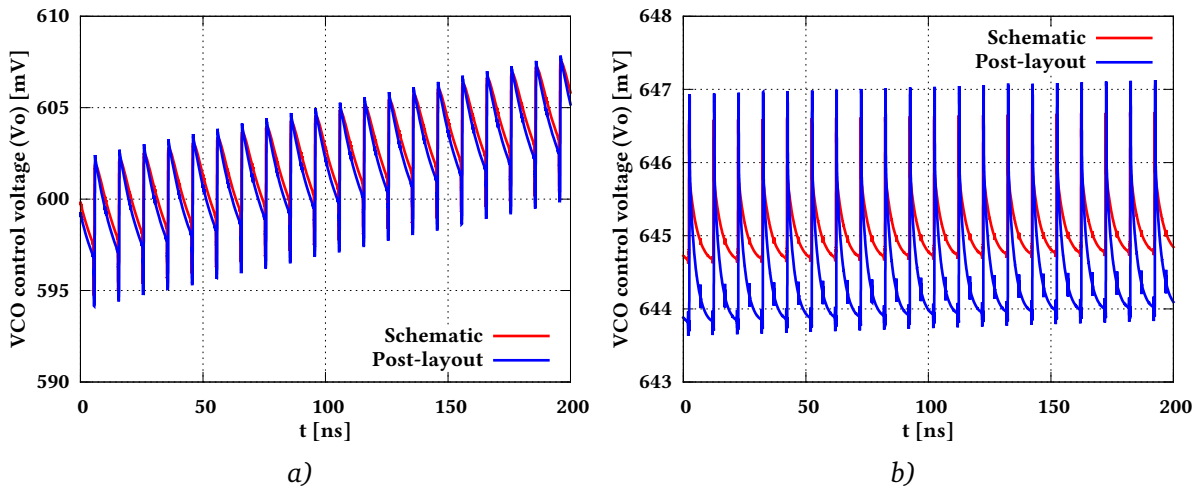 VCO control voltage (Vo) [mV]
610
605
600
595
590
Schematic
Post-layout
0
50
100
150
200
t [ns]
a)
VCO control voltage (Vo) [mV]
648
647
646
645
644
643
Schematic
Post-layout
0
50
100
150
200
t [ns]
b)